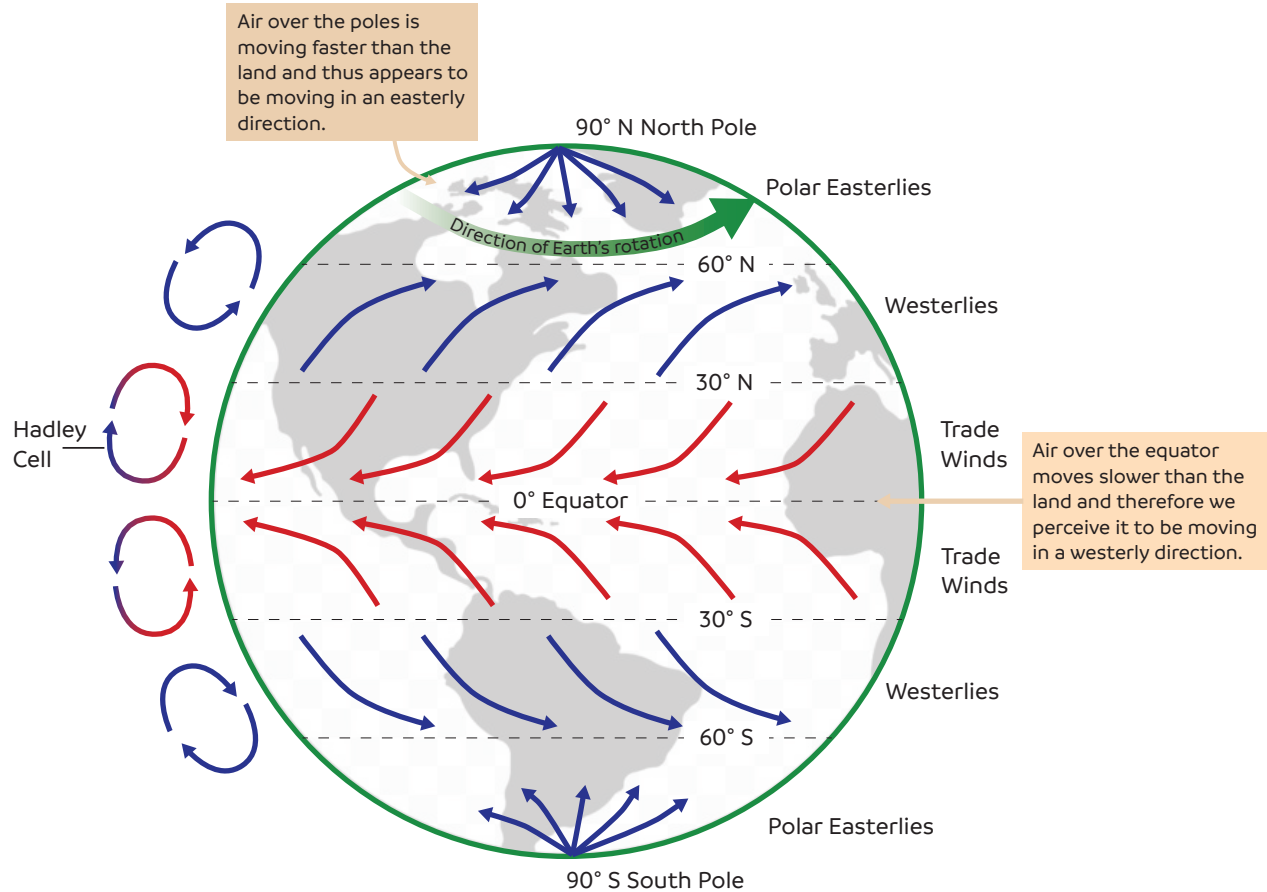 Air over the poles is
moving faster than the
land and thus appears to
be moving in an easterly
direction.
90° N North Pole
Polar Easterlies
Direction of Earth's rotation
60° N
Westerlies
30° N
Hadley
Cell
Trade
Winds
Air over the equator
moves slower than the
land and therefore we
perceive it to be moving
in a westerly direction.
0° Equator
Trade
Winds
30° S
Westerlies
60° S
Polar Easterlies
90° S South Pole